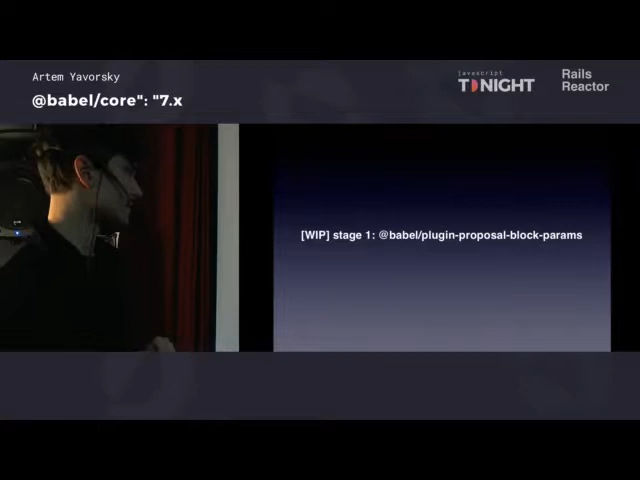 Artem Yavorsky
@babel/core": "7.x
javascript
TONIGHT
Rails
Reactor
[WIP] stage 1: @babel/plugin-proposal-block-params